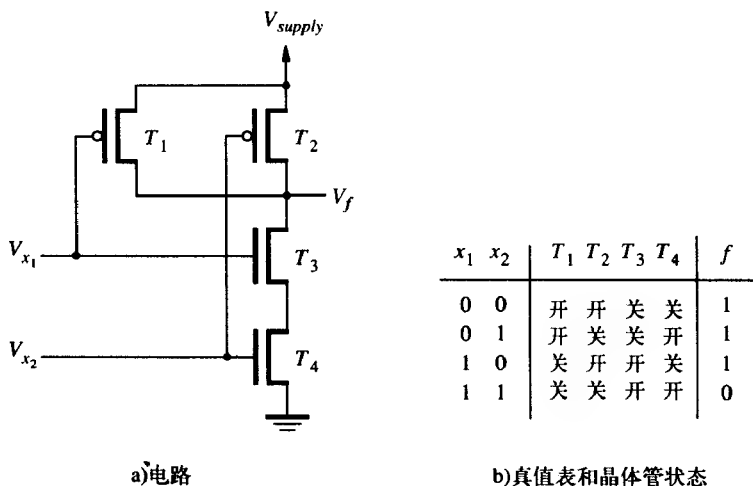 V_supply
T_1
T_2
V_f
V_x1
T_3
V_x2
T_4
a)电路
x_1 x_2 T_1 T_2 T_3 T_4 f
0 0 开 开 关 关 1
0 1 开 关 关 开 1
1 0 关 开 开 关 1
1 1 关 关 开 开 0
b)真值表和晶体管状态